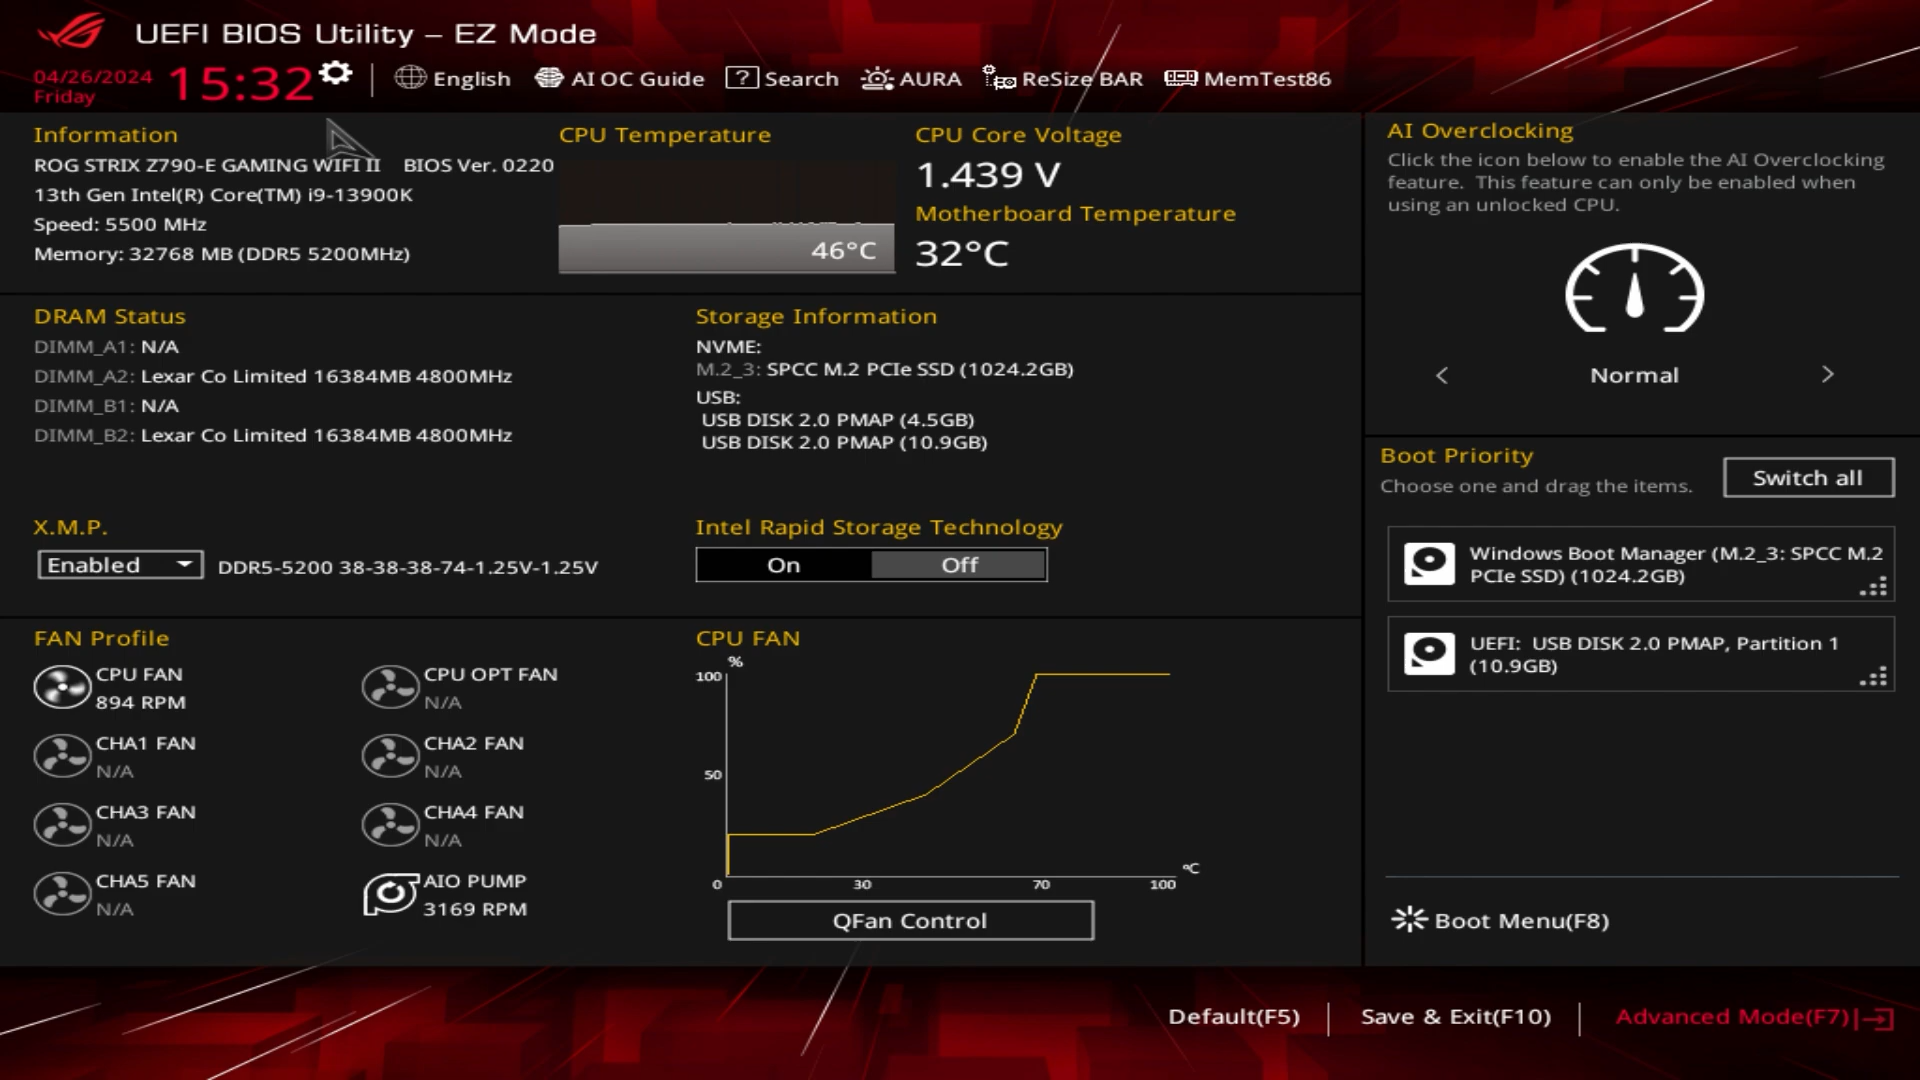 UEFI BIOS Utility – EZ Mode
04/26/2024
Friday
15:32
English
AI OC Guide
? Search
AURA
ReSize BAR
MemTest86
Information
ROG STRIX Z790-E GAMING WIFI II BIOS Ver. 0220
13th Gen Intel(R) Core(TM) i9-13900K
Speed: 5500 MHz
Memory: 32768 MB (DDR5 5200MHz)
CPU Temperature
46°C
CPU Core Voltage
1.439 V
Motherboard Temperature
32°C
AI Overclocking
Click the icon below to enable the AI Overclocking
feature. This feature can only be enabled when
using an unlocked CPU.
< Normal >
DRAM Status
DIMM_A1: N/A
DIMM_A2: Lexar Co Limited 16384MB 4800MHz
DIMM_B1: N/A
DIMM_B2: Lexar Co Limited 16384MB 4800MHz
Storage Information
NVME:
M.2_3: SPCC M.2 PCIe SSD (1024.2GB)
USB:
USB DISK 2.0 PMAP (4.5GB)
USB DISK 2.0 PMAP (10.9GB)
X.M.P.
Enabled
DDR5-5200 38-38-38-74-1.25V-1.25V
Intel Rapid Storage Technology
On Off
Boot Priority
Choose one and drag the items.
Switch all
Windows Boot Manager (M.2_3: SPCC M.2
PCIe SSD) (1024.2GB)
UEFI: USB DISK 2.0 PMAP, Partition 1
(10.9GB)
FAN Profile
CPU FAN
894 RPM
CPU OPT FAN
N/A
CHA1 FAN
N/A
CHA2 FAN
N/A
CHA3 FAN
N/A
CHA4 FAN
N/A
CHA5 FAN
N/A
AIO PUMP
3169 RPM
CPU FAN
%
100
50
0 30 70 100
°C
QFan Control
Boot Menu(F8)
Default(F5)
Save & Exit(F10)
Advanced Mode(F7)